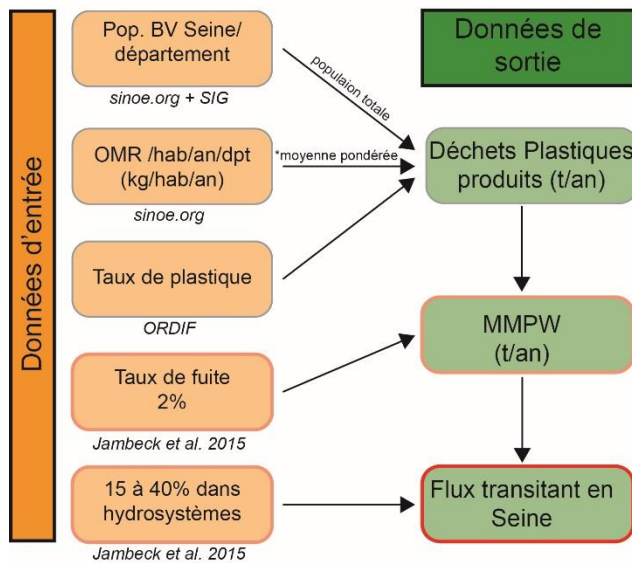 Données d'entrée
Pop. BV Seine/
département
sinoe.org + SIG
OMR /hab/an/dpt
(kg/hab/an)
sinoe.org
Taux de plastique
ORDIF
Taux de fuite
2%
Jambeck et al. 2015
15 à 40% dans
hydrosystèmes
Jambeck et al. 2015
populaion totale
*moyenne pondérée
Données de
sortie
Déchets Plastiques
produits (t/an)
MMPW
(t/an)
Flux transitant en
Seine